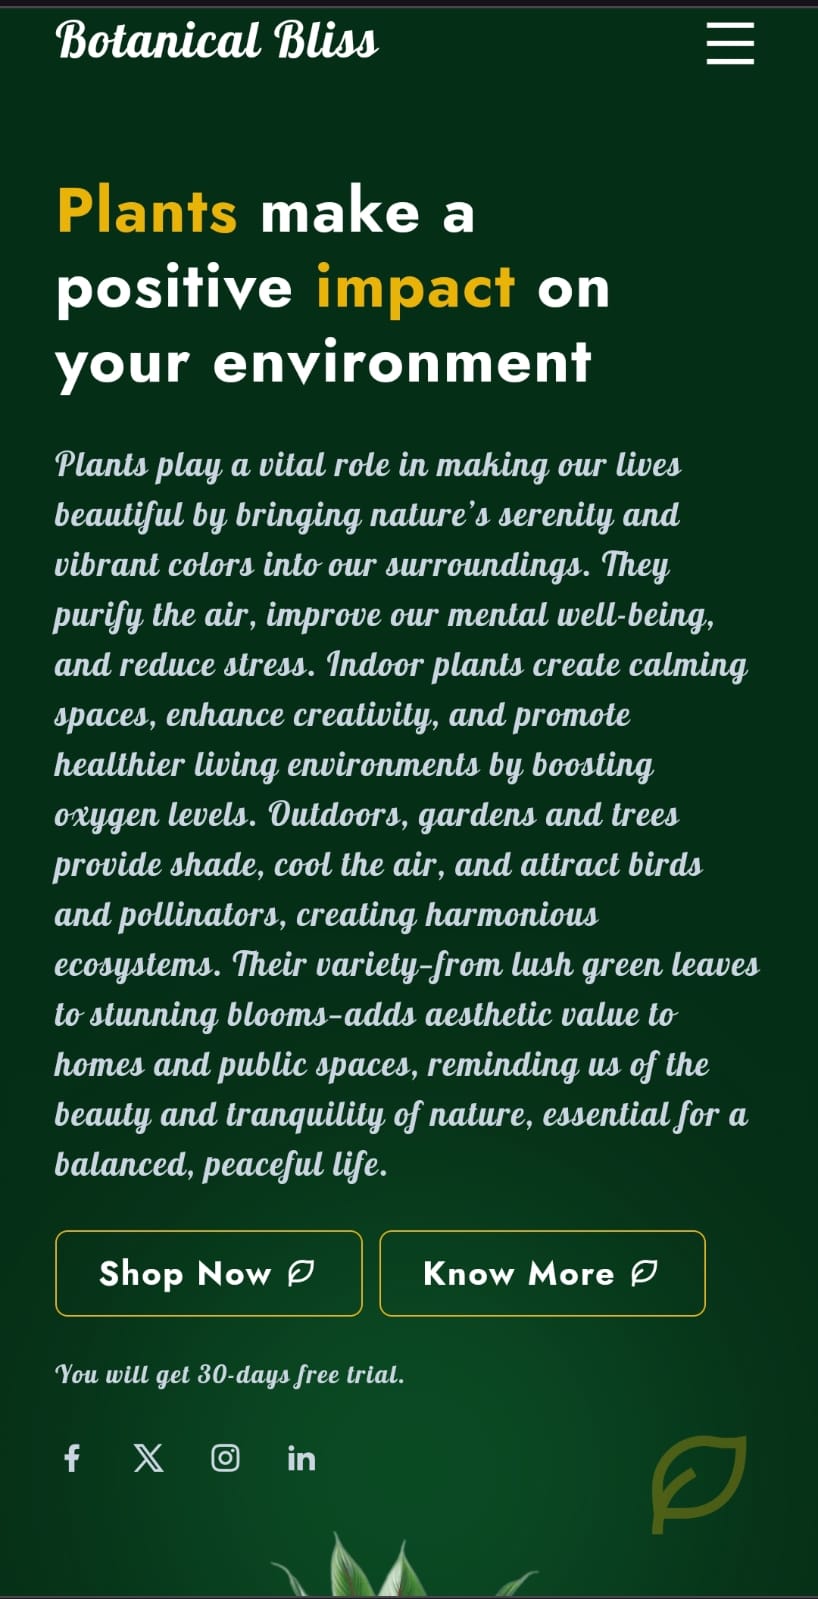 Botanical Bliss
Plants make a
positive impact on
your environment
Plants play a vital role in making our lives
beautiful by bringing nature’s serenity and
vibrant colors into our surroundings. They
purify the air, improve our mental well-being,
and reduce stress. Indoor plants create calming
spaces, enhance creativity, and promote
healthier living environments by boosting
oxygen levels. Outdoors, gardens and trees
provide shade, cool the air, and attract birds
and pollinators, creating harmonious
ecosystems. Their variety–from lush green leaves
to stunning blooms–adds aesthetic value to
homes and public spaces, reminding us of the
beauty and tranquility of nature, essential for a
balanced, peaceful life.
Shop Now Know More
You will get 30-days free trial.